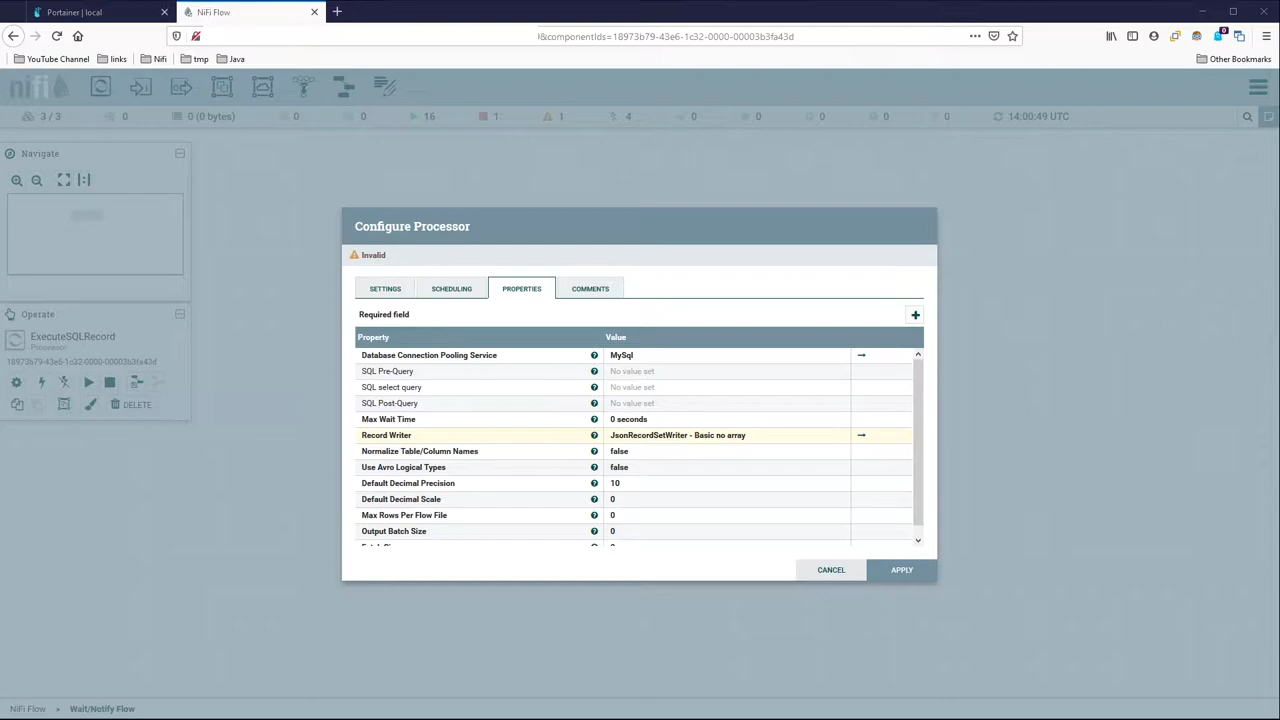 Portainer | local
NiFi Flow
&componentIds=18973b79-43e6-1c32-0000-00003b3fa43d
YouTube Channel
links
Nifi
tmp
Java
Other Bookmarks
nifi
3 / 3
0
0 (0 bytes)
0
0
16
1
1
4
0
0
0
0
0
14:00:49 UTC
Navigate
Operate
ExecuteSQLRecord
Processor
18973b79-43e6-1c32-0000-00003b3fa43d
DELETE
Configure Processor
Invalid
SETTINGS
SCHEDULING
PROPERTIES
COMMENTS
Required field
Property Value
Database Connection Pooling Service MySql
SQL Pre-Query No value set
SQL select query No value set
SQL Post-Query No value set
Max Wait Time 0 seconds
Record Writer JsonRecordSetWriter - Basic no array
Normalize Table/Column Names false
Use Avro Logical Types false
Default Decimal Precision 10
Default Decimal Scale 0
Max Rows Per Flow File 0
Output Batch Size 0
CANCEL
APPLY
NiFi Flow » Wait/Notify Flow